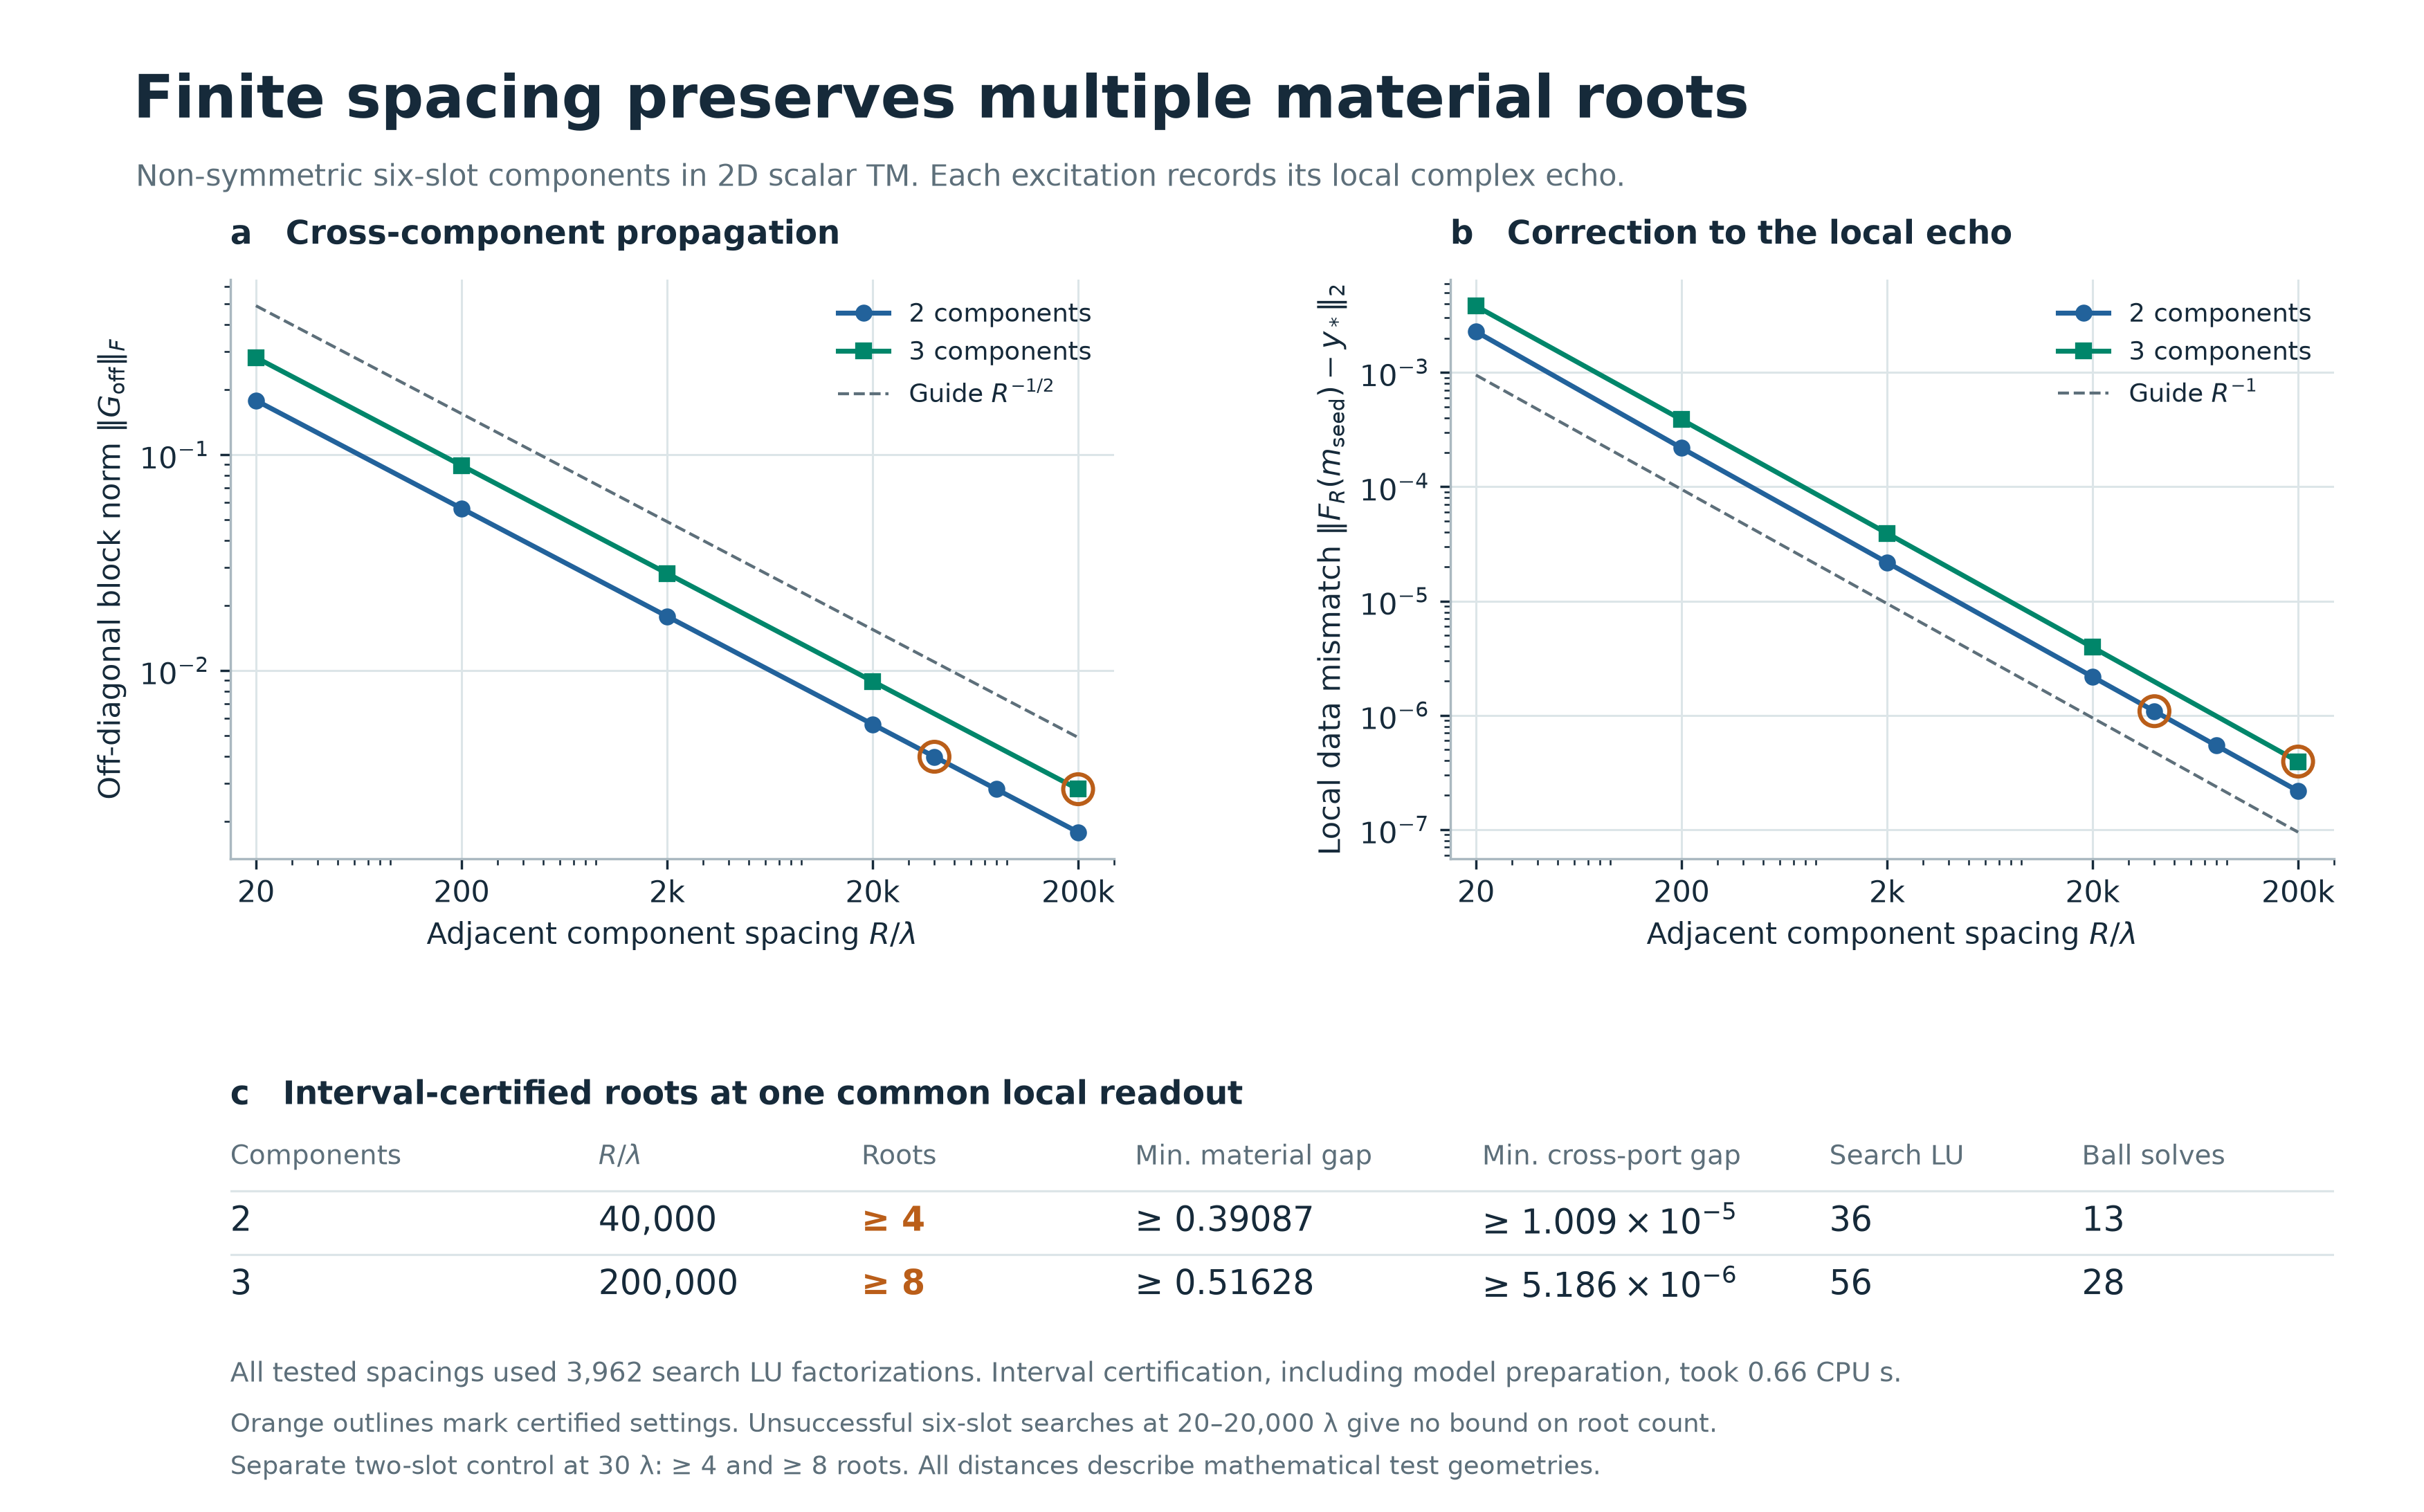 Finite spacing preserves multiple material roots
Non-symmetric six-slot components in 2D scalar TM. Each excitation records its local complex echo.
a Cross-component propagation
Off-diagonal block norm ‖G_off‖_F
10⁻¹
10⁻²
2 components
3 components
Guide R⁻¹/²
20 200 2k 20k 200k
Adjacent component spacing R/λ
b Correction to the local echo
Local data mismatch ‖F_R(m_seed) − y_*‖₂
10⁻³
10⁻⁴
10⁻⁵
10⁻⁶
10⁻⁷
2 components
3 components
Guide R⁻¹
20 200 2k 20k 200k
Adjacent component spacing R/λ
c Interval-certified roots at one common local readout
Components R/λ Roots Min. material gap Min. cross-port gap Search LU Ball solves
2 40,000 ≥ 4 ≥ 0.39087 ≥ 1.009 × 10⁻⁵ 36 13
3 200,000 ≥ 8 ≥ 0.51628 ≥ 5.186 × 10⁻⁶ 56 28
All tested spacings used 3,962 search LU factorizations. Interval certification, including model preparation, took 0.66 CPU s.
Orange outlines mark certified settings. Unsuccessful six-slot searches at 20–20,000 λ give no bound on root count.
Separate two-slot control at 30 λ: ≥ 4 and ≥ 8 roots. All distances describe mathematical test geometries.